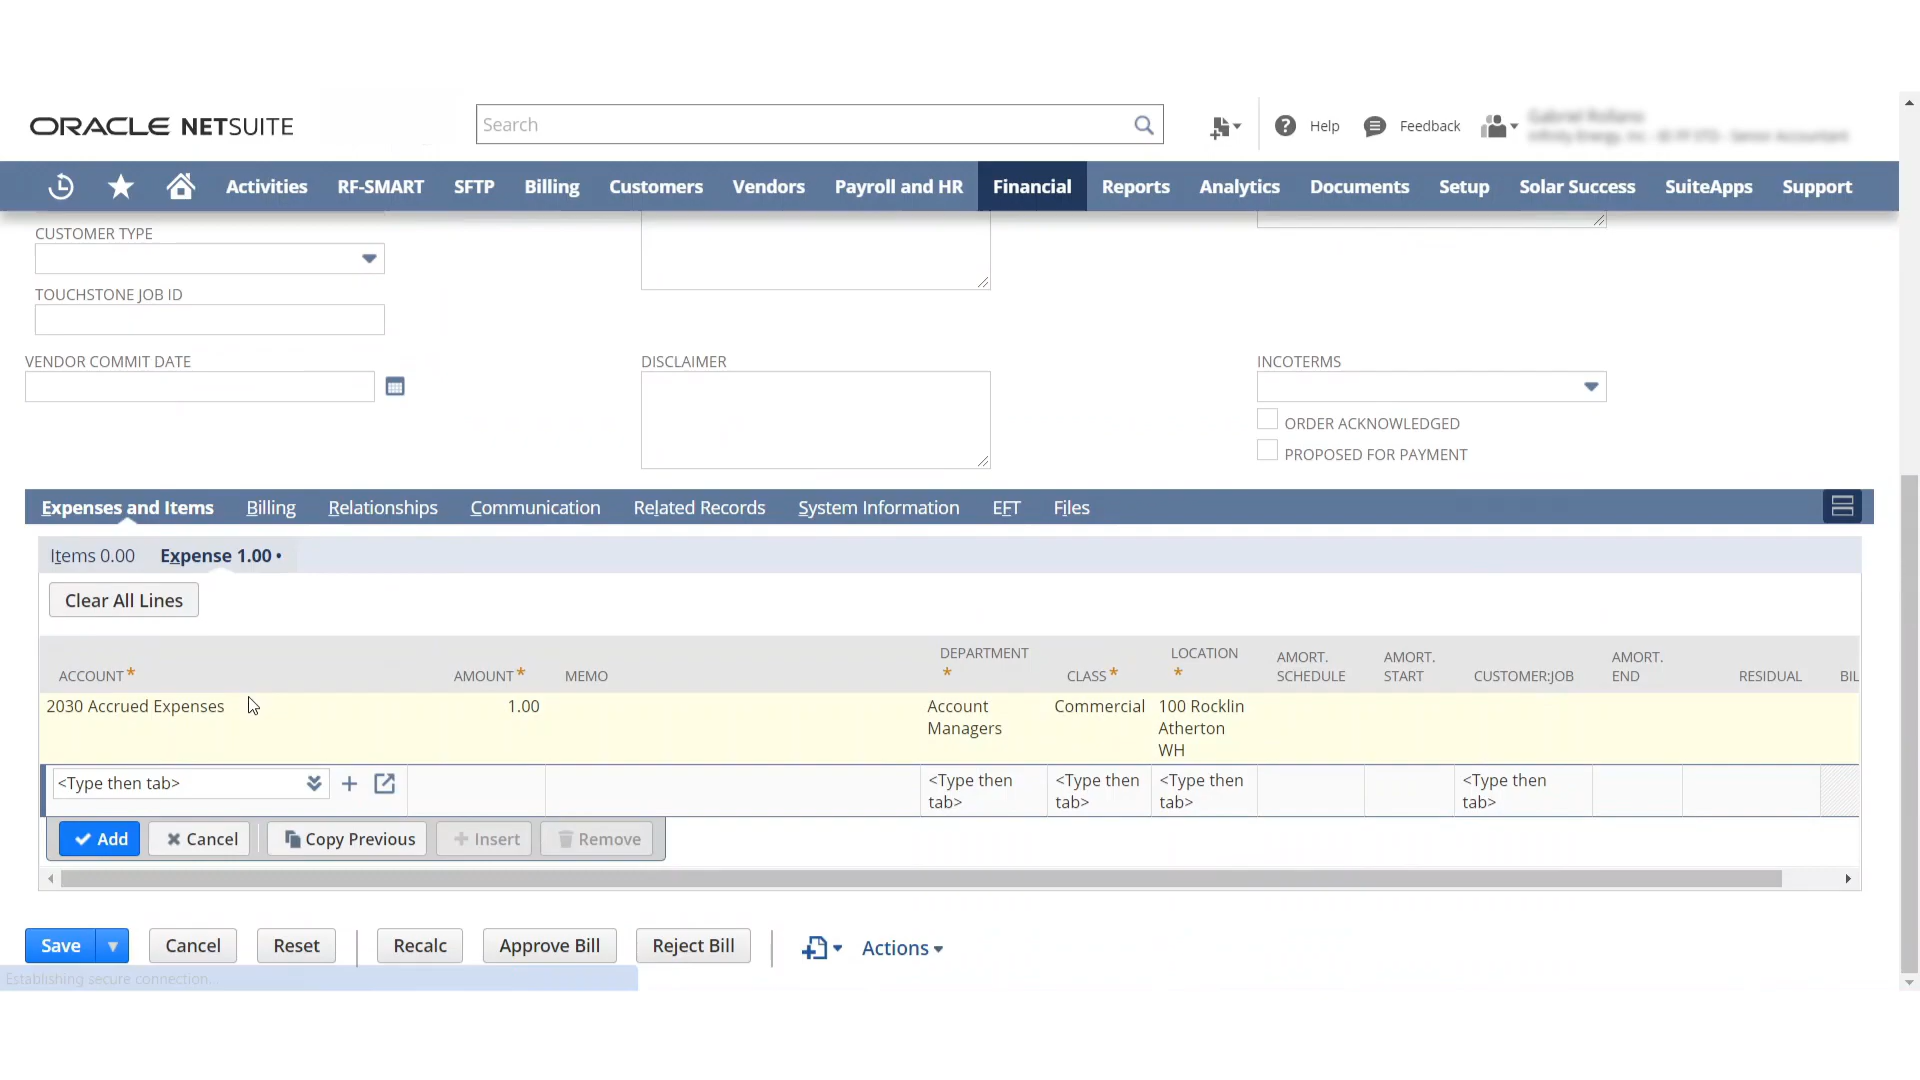 ORACLE NETSUITE
Search
Help
Feedback
Activities RF-SMART SFTP Billing Customers Vendors Payroll and HR Financial Reports Analytics Documents Setup Solar Success SuiteApps Support
CUSTOMER TYPE
TOUCHSTONE JOB ID
VENDOR COMMIT DATE
DISCLAIMER
INCOTERMS
ORDER ACKNOWLEDGED
PROPOSED FOR PAYMENT
Expenses and Items Billing Relationships Communication Related Records System Information EFT Files
Items 0.00 Expense 1.00 •
Clear All Lines
ACCOUNT * AMOUNT * MEMO DEPARTMENT * CLASS * LOCATION * AMORT. SCHEDULE AMORT. START CUSTOMER:JOB AMORT. END RESIDUAL BIL
2030 Accrued Expenses 1.00 Account Managers Commercial 100 Rocklin Atherton WH
<Type then tab> <Type then tab> <Type then tab> <Type then tab> <Type then tab>
Add Cancel Copy Previous Insert Remove
Save Cancel Reset Recalc Approve Bill Reject Bill Actions
Establishing secure connection...